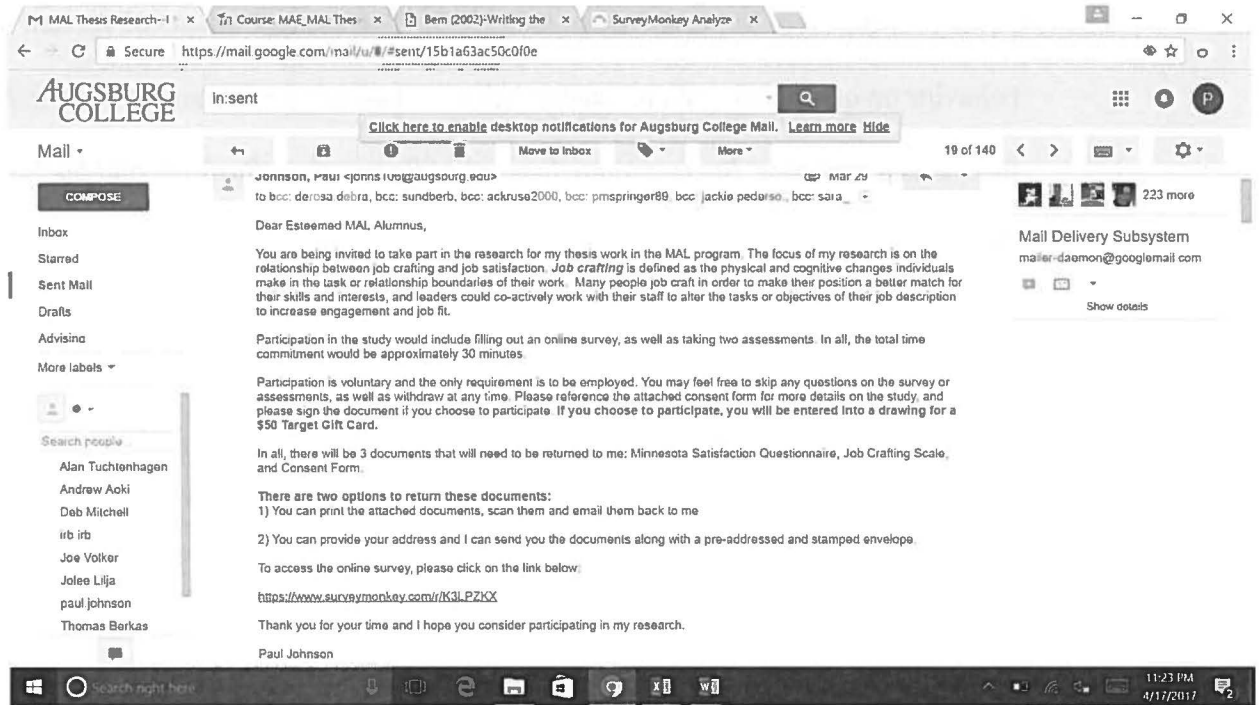 MAL Thesis Research-
Course: MAE_MAL Thes
Bem (2002)-Writing the
SurveyMonkey Analyze
Secure https://mail.google.com/mail/u/ /#sent/15b1a63ac50c0f0e
AUGSBURG
COLLEGE
in:sent
P
Click here to enable desktop notifications for Augsburg College Mail. Learn more Hide
Mail
Move to Inbox
More
19 of 140
Johnson, Paul
Mar 29
COMPOSE
to bcc: derosa debra, bcc: sundberb, bcc: ackruse2000, bcc: pmspringer89, bcc: jackie pederso., bcc: sara_
223 more
Mail Delivery Subsystem
mailer-daemon@googlemail com
Show details
Inbox
Starred
Sent Mail
Drafts
Advising
More labels
Search people
Alan Tuchtenhagen
Andrew Aoki
Deb Mitchell
irb irb
Joe Volker
Jolee Lilja
paul.johnson
Thomas Berkas
Dear Esteemed MAL Alumnus,
You are being invited to take part in the research for my thesis work in the MAL program. The focus of my research is on the
relationship between job crafting and job satisfaction. Job crafting is defined as the physical and cognitive changes individuals
make in the task or relationship boundaries of their work. Many people job craft in order to make their position a better match for
their skills and interests, and leaders could co-actively work with their staff to alter the tasks or objectives of their job description
to increase engagement and job fit.
Participation in the study would include filling out an online survey, as well as taking two assessments. In all, the total time
commitment would be approximately 30 minutes.
Participation is voluntary and the only requirement is to be employed. You may feel free to skip any questions on the survey or
assessments, as well as withdraw at any time. Please reference the attached consent form for more details on the study, and
please sign the document if you choose to participate. If you choose to participate, you will be entered into a drawing for a
$50 Target Gift Card.
In all, there will be 3 documents that will need to be returned to me: Minnesota Satisfaction Questionnaire, Job Crafting Scale,
and Consent Form.
There are two options to return these documents:
1) You can print the attached documents, scan them and email them back to me
2) You can provide your address and I can send you the documents along with a pre-addressed and stamped envelope.
To access the online survey, please click on the link below:
https://www.surveymonkey.com/r/K3LPZKX
Thank you for your time and I hope you consider participating in my research.
Paul Johnson
Search right here
11:23 PM
4/17/2017
2